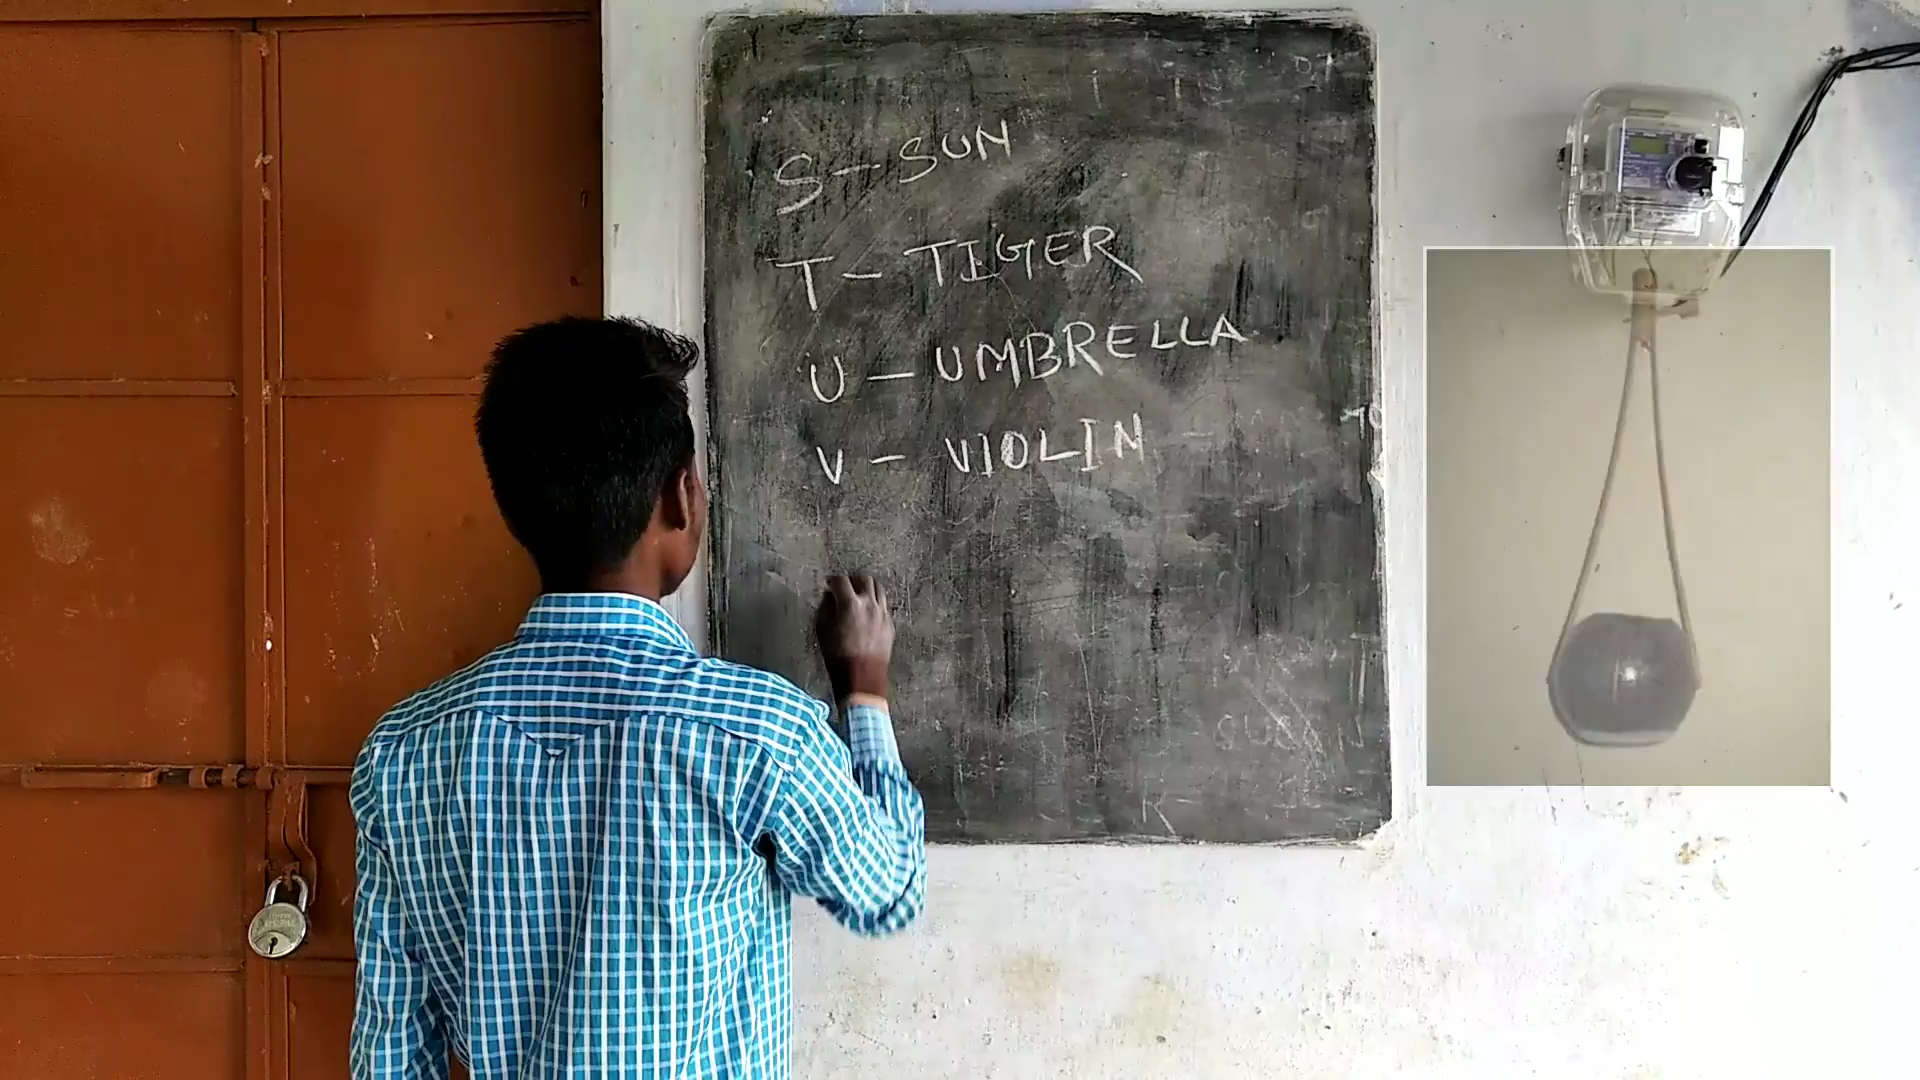 S - SUN
T - TIGER
U - UMBRELLA
V - VIOLIN